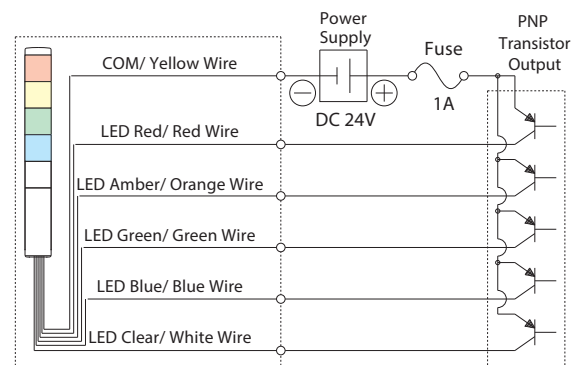 Power
Supply
PNP
Transistor
Output
Fuse
COM/ Yellow Wire
− +
1A
DC 24V
LED Red/ Red Wire
LED Amber/ Orange Wire
LED Green/ Green Wire
LED Blue/ Blue Wire
LED Clear/ White Wire